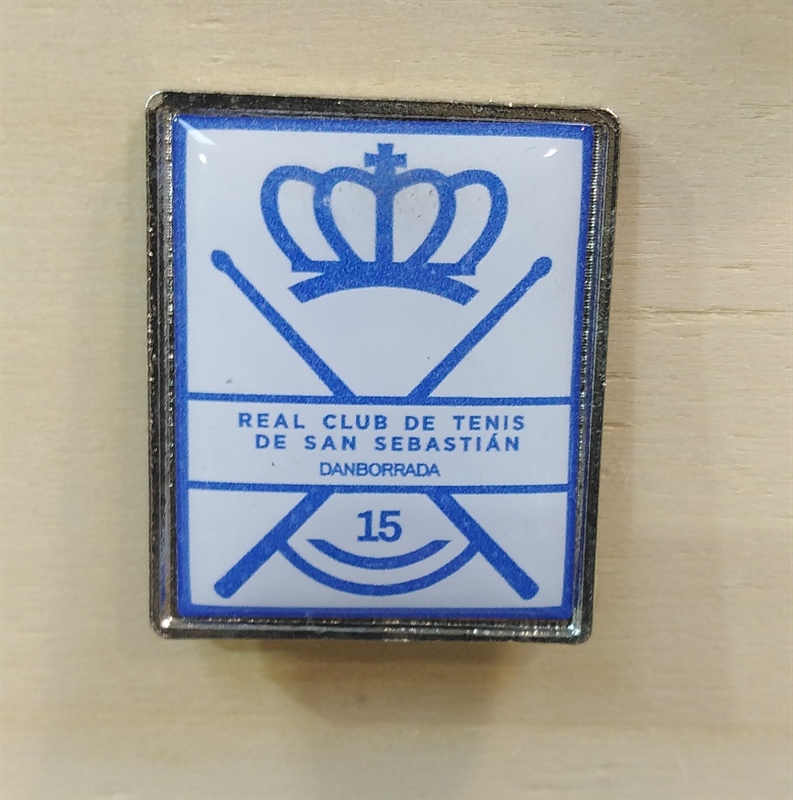 REAL CLUB DE TENIS
DE SAN SEBASTIÁN
DANBORRADA
15